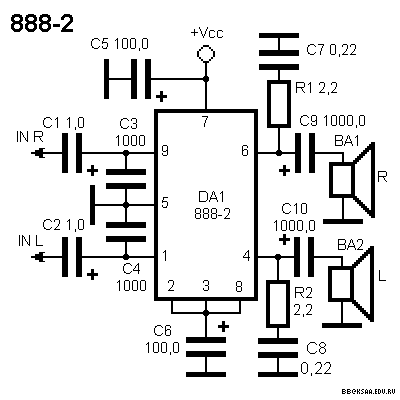 888-2
+Vcc
C5 100,0
C7 0,22
R1 2,2
C1 1,0
C3
1000
C9 1000,0
BA1
IN R
9
7
6
R
DA1
888-2
5
C2 1,0
C10
1000,0
BA2
IN L
1
4
L
C4
1000
2
3
8
R2
2,2
C6
100,0
C8
0,22
BB@KSAA.EDU.RU